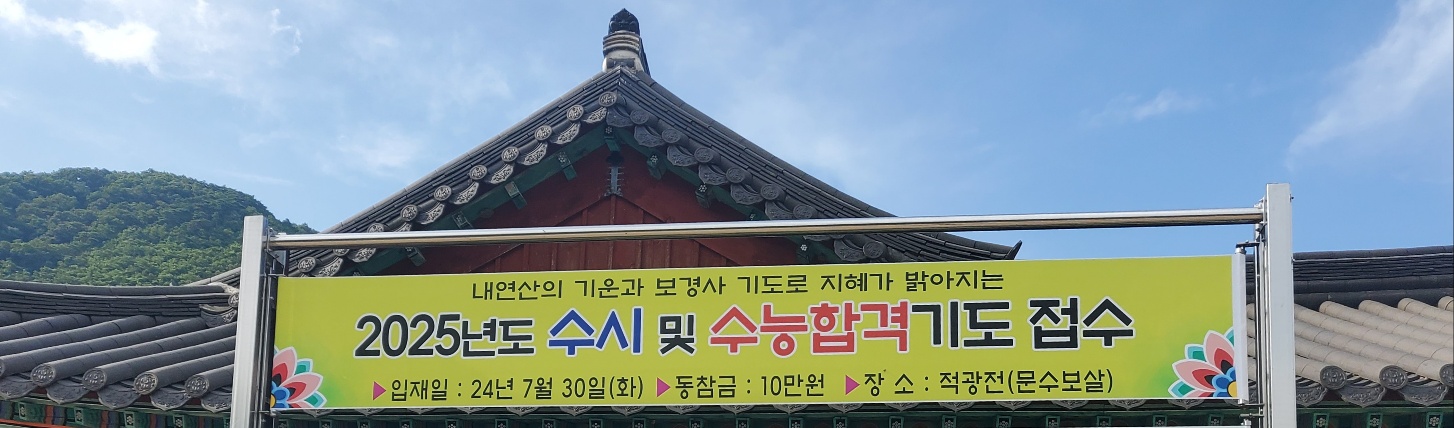 내연산의 기운과 보경사 기도로 지혜가 밝아지는
2025년도 수시 및 수능합격기도 접수
▶입재일 : 24년 7월 30일(화) ▶동참금 : 10만원 ▶장 소 : 적광전(문수보살)